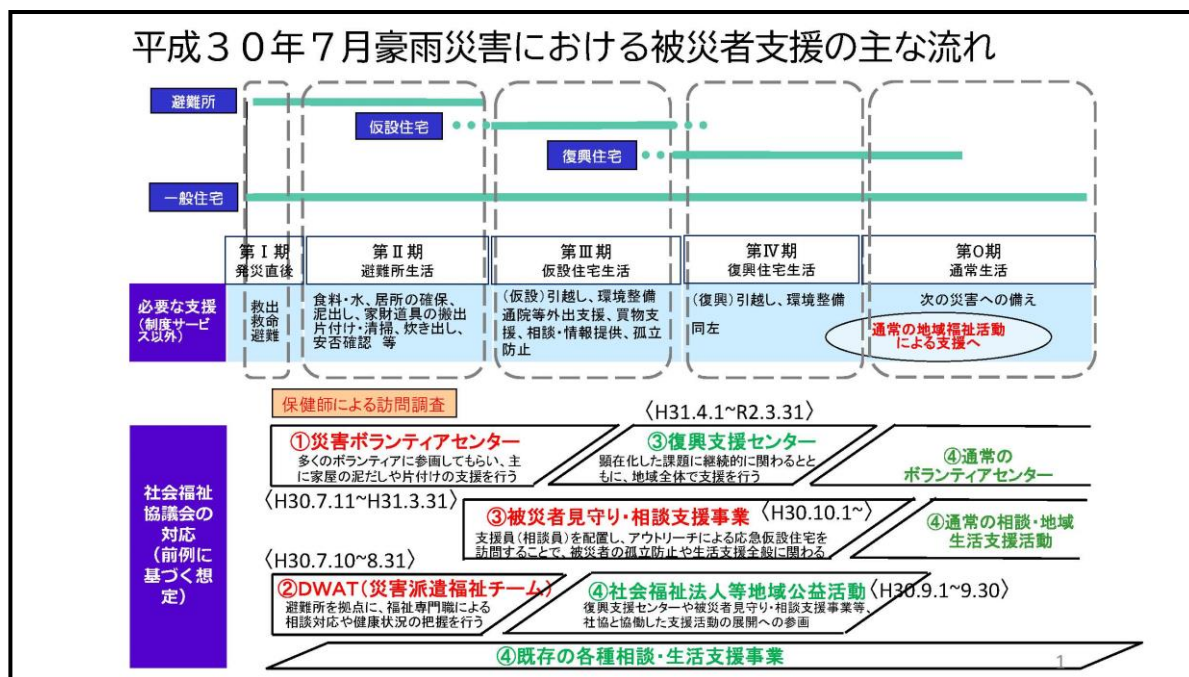 平成３０年７月豪雨災害における被災者支援の主な流れ
避難所
仮設住宅
復興住宅
一般住宅
第Ⅰ期
発災直後
第Ⅱ期
避難所生活
第Ⅲ期
仮設住宅生活
第Ⅳ期
復興住宅生活
第0期
通常生活
必要な支援
（制度サービ
ス以外）
救出
救命
避難
食料・水、居所の確保、
泥出し、家財道具の搬出
片付け・清掃、炊き出し、
安否確認 等
（仮設）引越し、環境整備
通院等外出支援、買物支
援、相談・情報提供、孤立
防止
（復興）引越し、環境整備
同左
次の災害への備え
通常の地域福祉活動
による支援へ
保健師による訪問調査
〈H31.4.1~R2.3.31〉
社会福祉
協議会の
対応
（前例に
基づく想
定）
①災害ボランティアセンター
多くのボランティアに参画してもらい、主
に家屋の泥だしや片付けの支援を行う
③復興支援センター
顕在化した課題に継続的に関わるとと
もに、地域全体で支援を行う
④通常の
ボランティアセンター
〈H30.7.11~H31.3.31〉
③被災者見守り・相談支援事業
〈H30.10.1~〉
支援員（相談員）を配置し、アウトリーチによる応急仮設住宅を
訪問することで、被災者の孤立防止や生活支援全般に関わる
④通常の相談・地域
生活支援活動
〈H30.7.10~8.31〉
②DWAT（災害派遣福祉チーム）
避難所を拠点に、福祉専門職による
相談対応や健康状況の把握を行う
④社会福祉法人等地域公益活動
〈H30.9.1~9.30〉
復興支援センターや被災者見守り・相談支援事業等、
社協と協働した支援活動の展開への参画
④既存の各種相談・生活支援事業
1